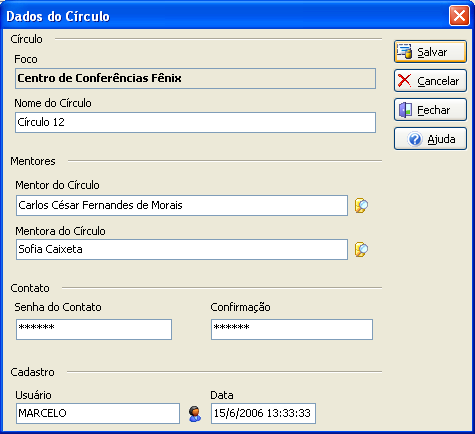 Dados do Círculo
Círculo
Foco
Centro de Conferências Fênix
Nome do Círculo
Círculo 12
Salvar
Cancelar
Fechar
Ajuda
Mentores
Mentor do Círculo
Carlos César Fernandes de Morais
Mentora do Círculo
Sofia Caixeta
Contato
Senha do Contato Confirmação
****** ******
Cadastro
Usuário Data
MARCELO 15/6/2006 13:33:33